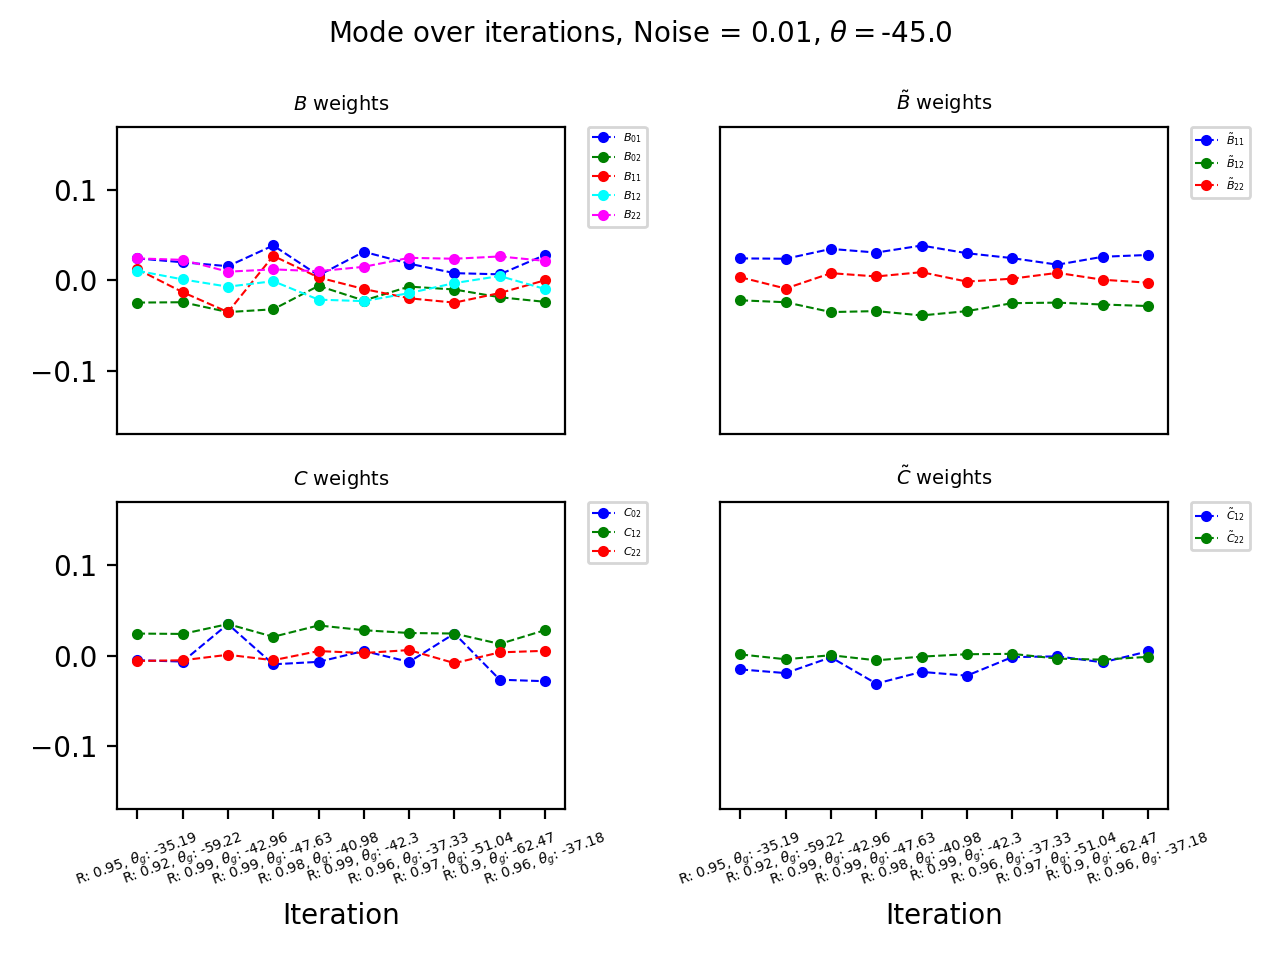 Mode over iterations, Noise = 0.01, θ = -45.0
B weights
B̃ weights
0.1
0.0
−0.1
B₀₁
B₀₂
B₁₁
B₁₂
B₂₂
B̃₁₁
B̃₁₂
B̃₂₂
C weights
C̃ weights
0.1
0.0
−0.1
C₀₂
C₁₂
C₂₂
C̃₁₂
C̃₂₂
R: 0.95, θg: -35.19
R: 0.92, θg: -59.22
R: 0.99, θg: -42.96
R: 0.99, θg: -47.63
R: 0.98, θg: -40.98
R: 0.99, θg: -42.3
R: 0.96, θg: -37.33
R: 0.97, θg: -51.04
R: 0.9, θg: -62.47
R: 0.96, θg: -37.18
R: 0.95, θg: -35.19
R: 0.92, θg: -59.22
R: 0.99, θg: -42.96
R: 0.99, θg: -47.63
R: 0.98, θg: -40.98
R: 0.99, θg: -42.3
R: 0.96, θg: -37.33
R: 0.97, θg: -51.04
R: 0.9, θg: -62.47
R: 0.96, θg: -37.18
Iteration
Iteration